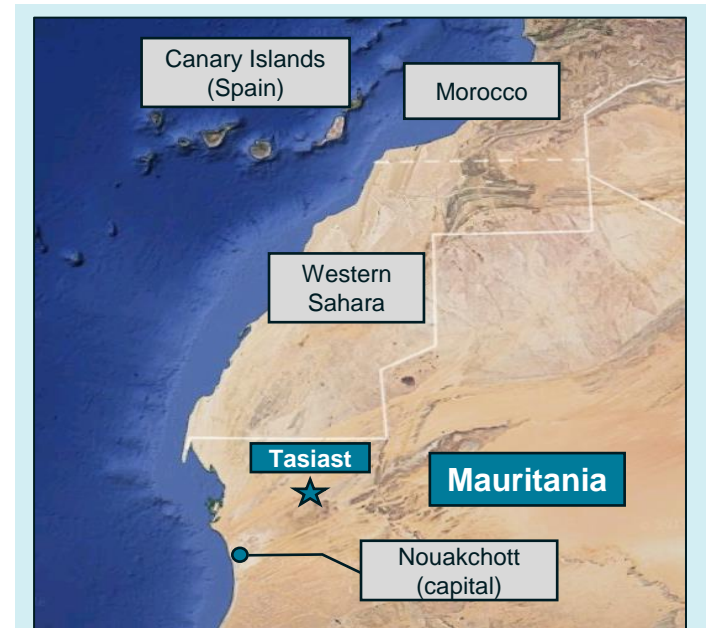 Canary Islands
(Spain)
Morocco
Western
Sahara
Tasiast
Mauritania
Nouakchott
(capital)